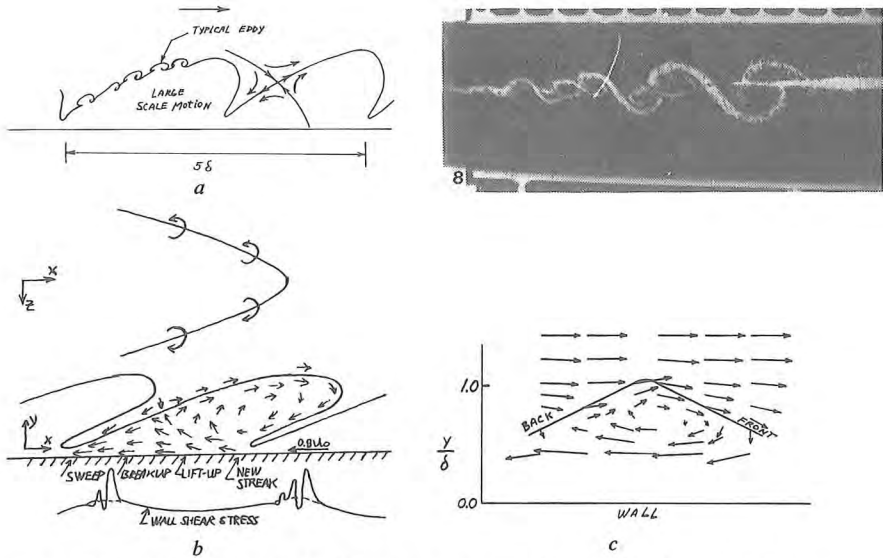 TYPICAL EDDY
LARGE
SCALE MOTION
5δ
a
8
x
z
y
x
0.8U₀
SWEEP
BREAKUP
LIFT-UP
NEW
STREAK
WALL SHEAR STRESS
b
1.0
BACK
FRONT
y
δ
0.0
WALL
c